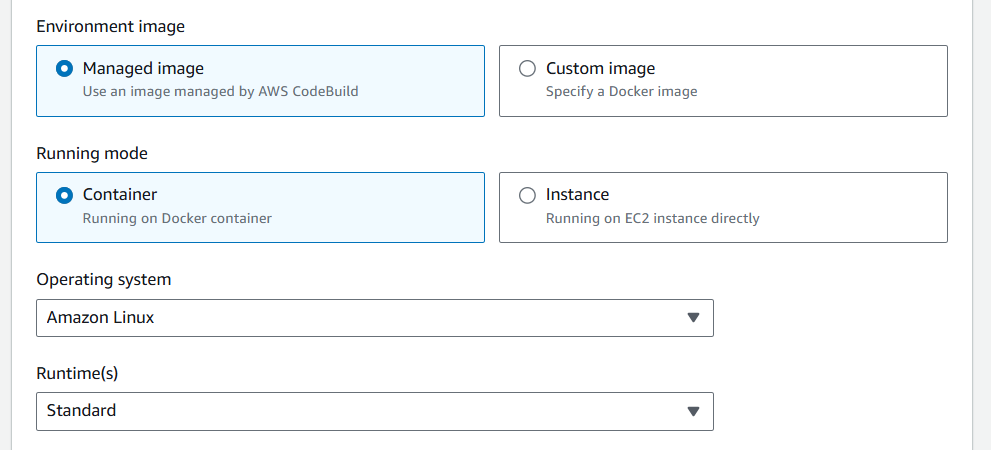 Environment image
Managed image
Use an image managed by AWS CodeBuild
Custom image
Specify a Docker image
Running mode
Container
Running on Docker container
Instance
Running on EC2 instance directly
Operating system
Amazon Linux
Runtime(s)
Standard